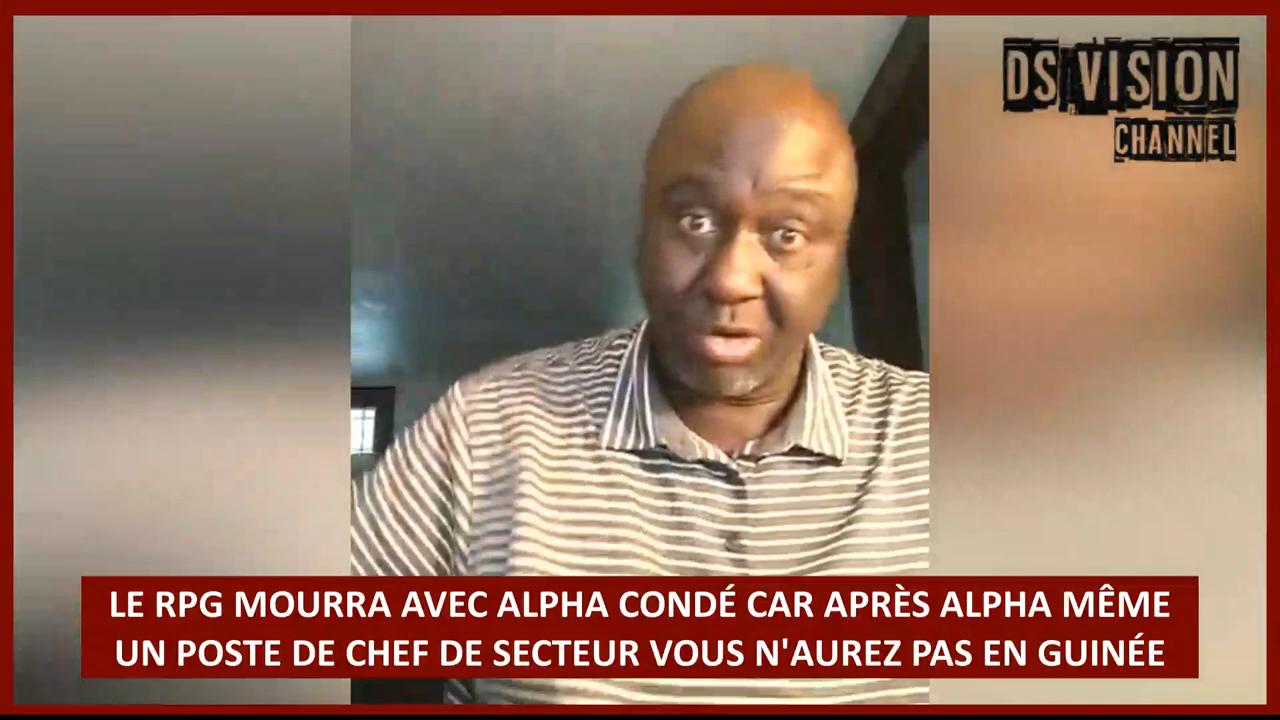 DS VISION
CHANNEL
LE RPG MOURRA AVEC ALPHA CONDÉ CAR APRÈS ALPHA MÊME
UN POSTE DE CHEF DE SECTEUR VOUS N'AUREZ PAS EN GUINÉE